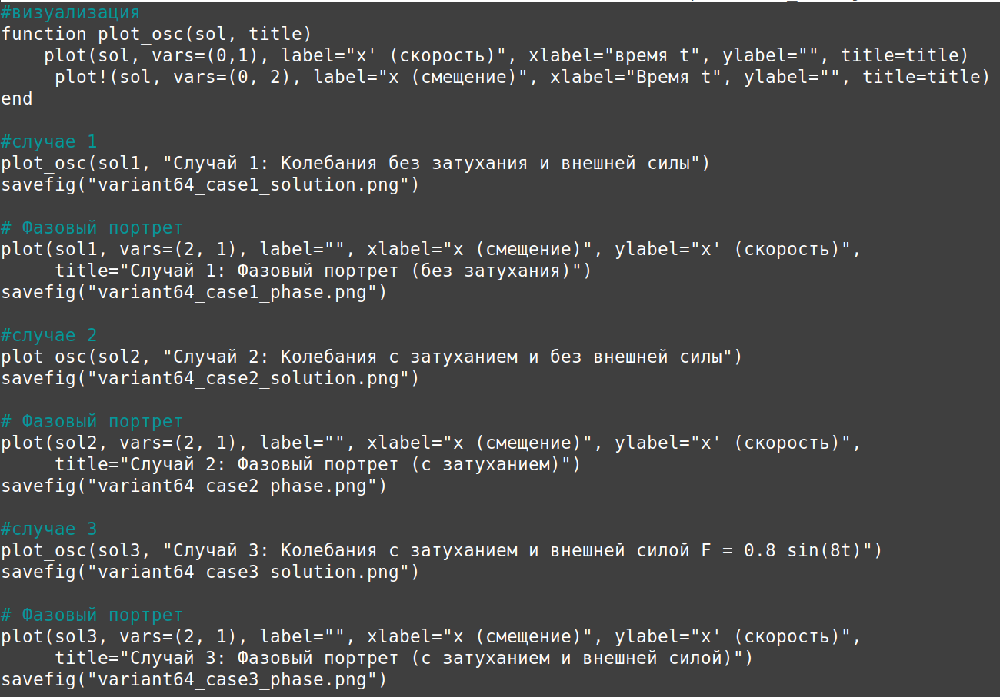 #визуализация
function plot_osc(sol, title)
    plot(sol, vars=(0,1), label="x' (скорость)", xlabel="время t", ylabel="", title=title)
     plot!(sol, vars=(0, 2), label="x (смещение)", xlabel="Время t", ylabel="", title=title)
end

#случае 1
plot_osc(sol1, "Случай 1: Колебания без затухания и внешней силы")
savefig("variant64_case1_solution.png")

# Фазовый портрет
plot(sol1, vars=(2, 1), label="", xlabel="x (смещение)", ylabel="x' (скорость)",
     title="Случай 1: Фазовый портрет (без затухания)")
savefig("variant64_case1_phase.png")

#случае 2
plot_osc(sol2, "Случай 2: Колебания с затуханием и без внешней силы")
savefig("variant64_case2_solution.png")

# Фазовый портрет
plot(sol2, vars=(2, 1), label="", xlabel="x (смещение)", ylabel="x' (скорость)",
     title="Случай 2: Фазовый портрет (с затуханием)")
savefig("variant64_case2_phase.png")

#случае 3
plot_osc(sol3, "Случай 3: Колебания с затуханием и внешней силой F = 0.8 sin(8t)")
savefig("variant64_case3_solution.png")

# Фазовый портрет
plot(sol3, vars=(2, 1), label="", xlabel="x (смещение)", ylabel="x' (скорость)",
     title="Случай 3: Фазовый портрет (с затуханием и внешней силой)")
savefig("variant64_case3_phase.png")